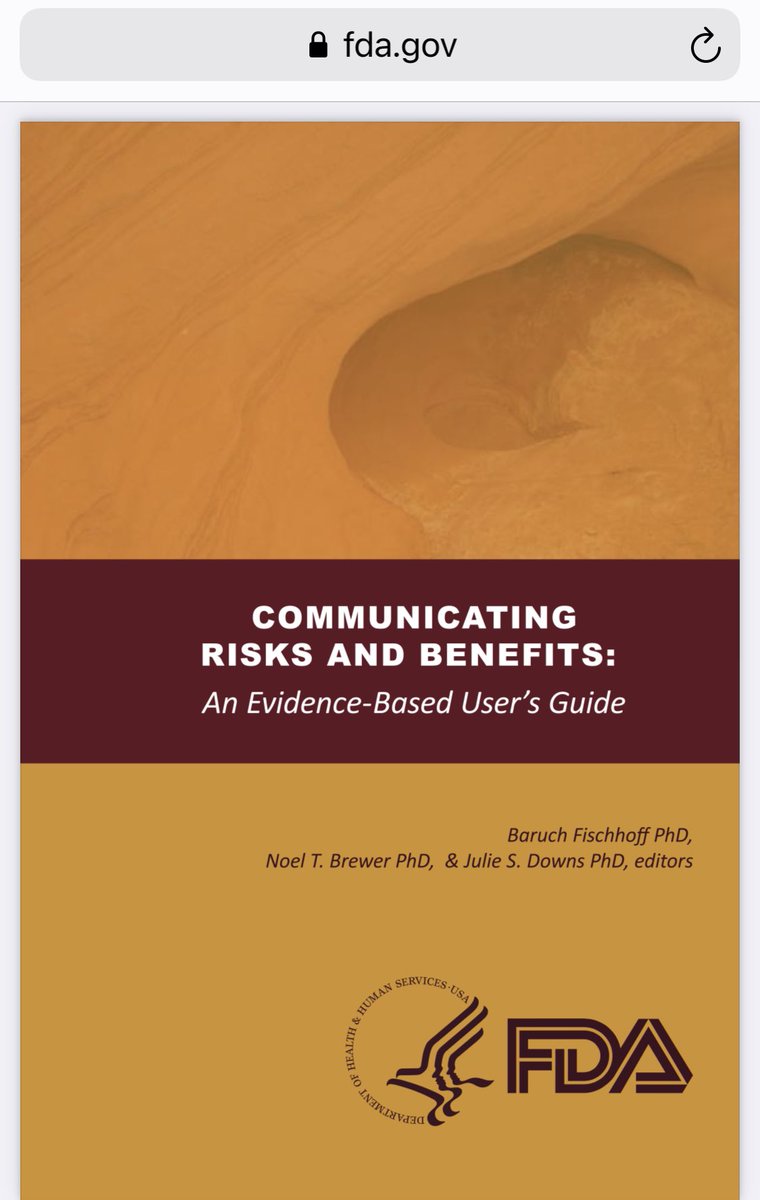 fda.gov
COMMUNICATING
RISKS AND BENEFITS:
An Evidence-Based User’s Guide
Baruch Fischhoff PhD,
Noel T. Brewer PhD,  & Julie S. Downs PhD, editors
DEPARTMENT OF HEALTH & HUMAN SERVICES·USA
FDA